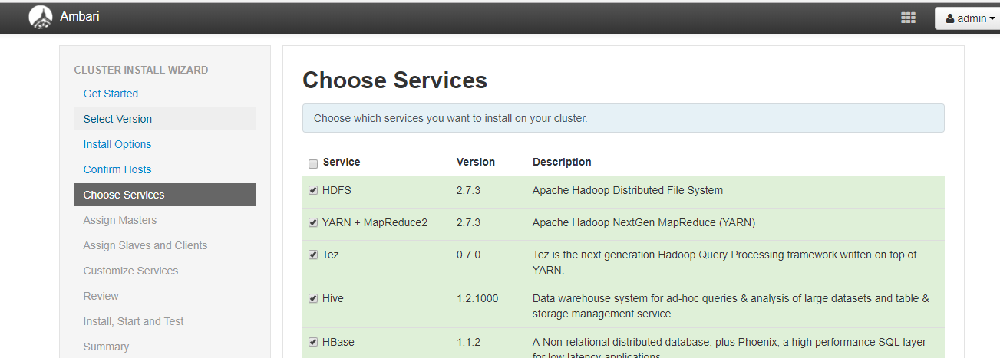 Ambari
admin
CLUSTER INSTALL WIZARD
Get Started
Select Version
Install Options
Confirm Hosts
Choose Services
Assign Masters
Assign Slaves and Clients
Customize Services
Review
Install, Start and Test
Summary
Choose Services
Choose which services you want to install on your cluster.
Service Version Description
HDFS 2.7.3 Apache Hadoop Distributed File System
YARN + MapReduce2 2.7.3 Apache Hadoop NextGen MapReduce (YARN)
Tez 0.7.0 Tez is the next generation Hadoop Query Processing framework written on top of
YARN.
Hive 1.2.1000 Data warehouse system for ad-hoc queries & analysis of large datasets and table &
storage management service
HBase 1.1.2 A Non-relational distributed database, plus Phoenix, a high performance SQL layer
for low latency applications